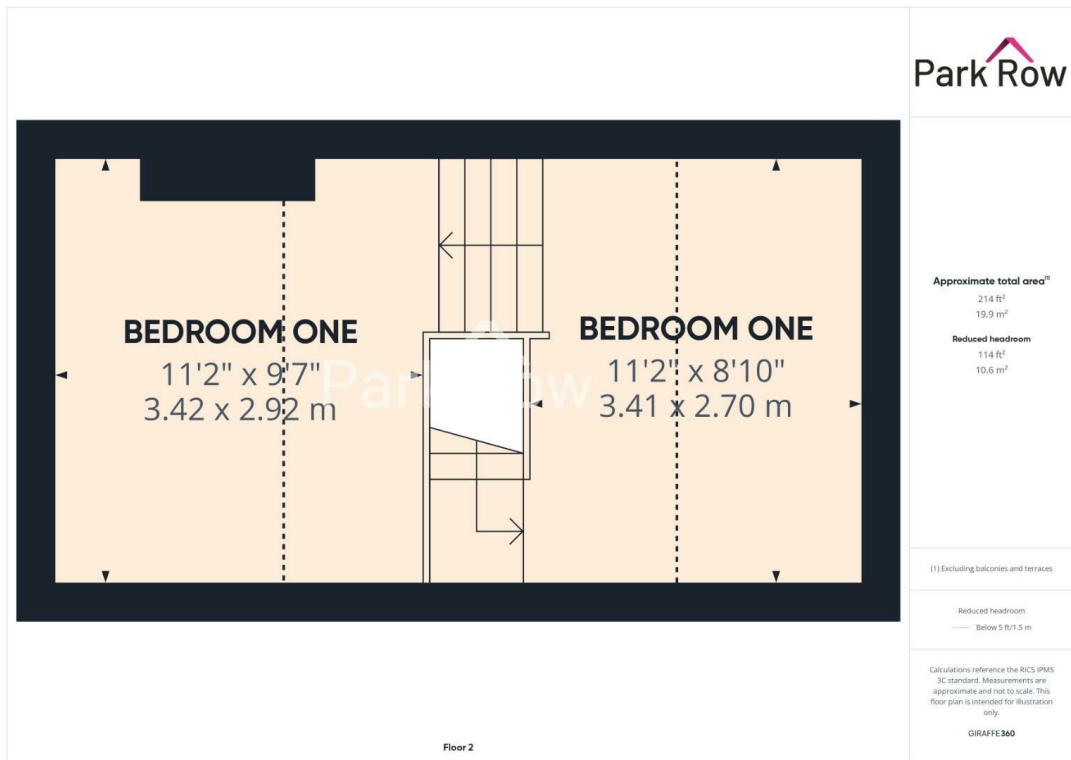 Park Row
BEDROOM ONE
11'2" x 9'7"
3.42 x 2.92 m
BEDROOM ONE
11'2" x 8'10"
3.41 x 2.70 m
Park Row
Floor 2
Approximate total area(1)
214 ft²
19.9 m²
Reduced headroom
114 ft²
10.6 m²
(1) Excluding balconies and terraces
Reduced headroom
Below 5 ft/1.5 m
Calculations reference the RICS IPMS
3C standard. Measurements are
approximate and not to scale. This
floor plan is intended for illustration
only.
GIRAFFE360